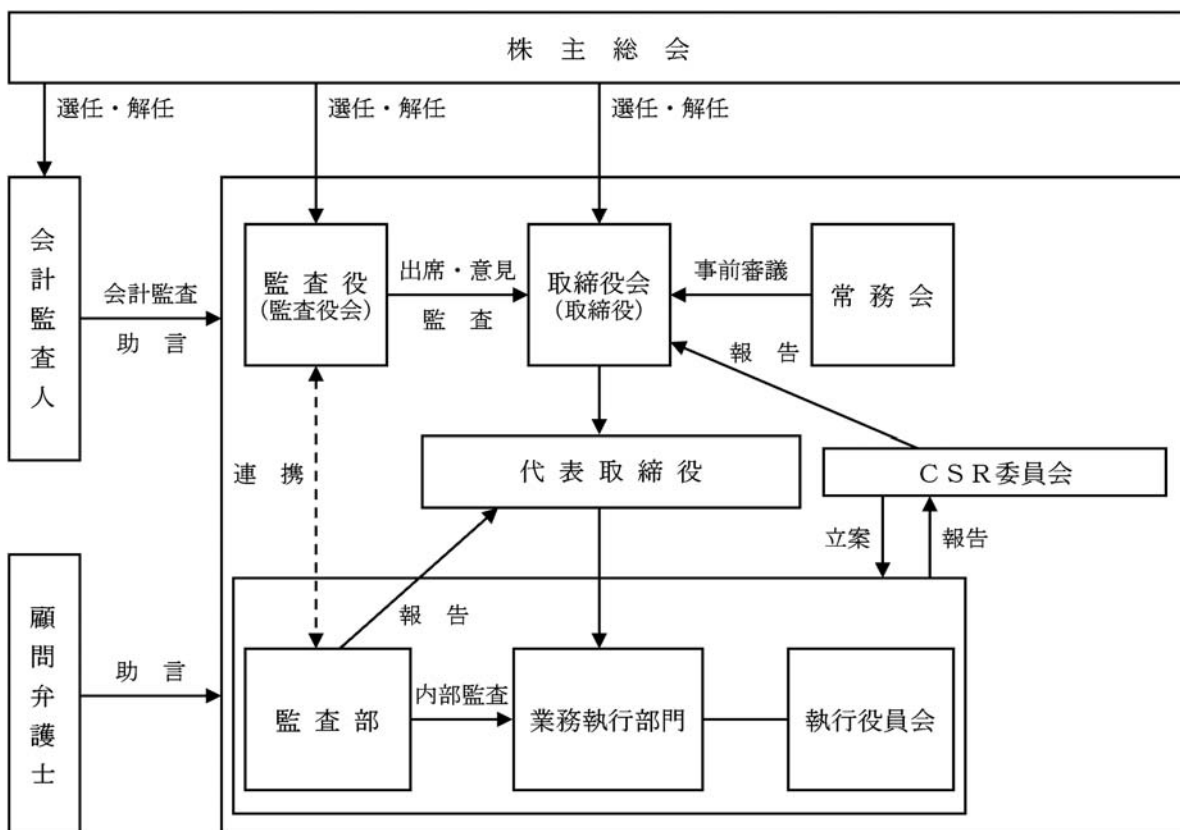 株主総会
選任・解任
選任・解任
選任・解任
会計監査人
会計監査
助言
監査役
(監査役会)
出席・意見
監査
取締役会
(取締役)
事前審議
常務会
報告
連携
代表取締役
CSR委員会
立案
報告
顧問弁護士
助言
報告
監査部
内部監査
業務執行部門
執行役員会